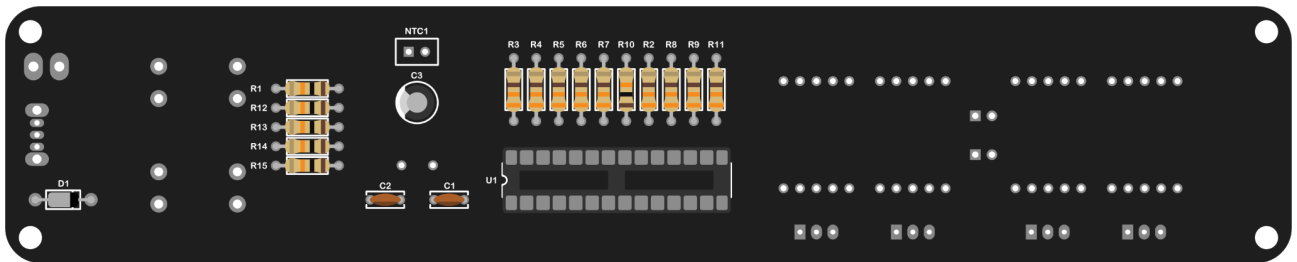 NTC1
R3 R4 R5 R6 R7 R10 R2 R8 R9 R11
C3
R1
R12
R13
R14
R15
D1
C2
C1
U1